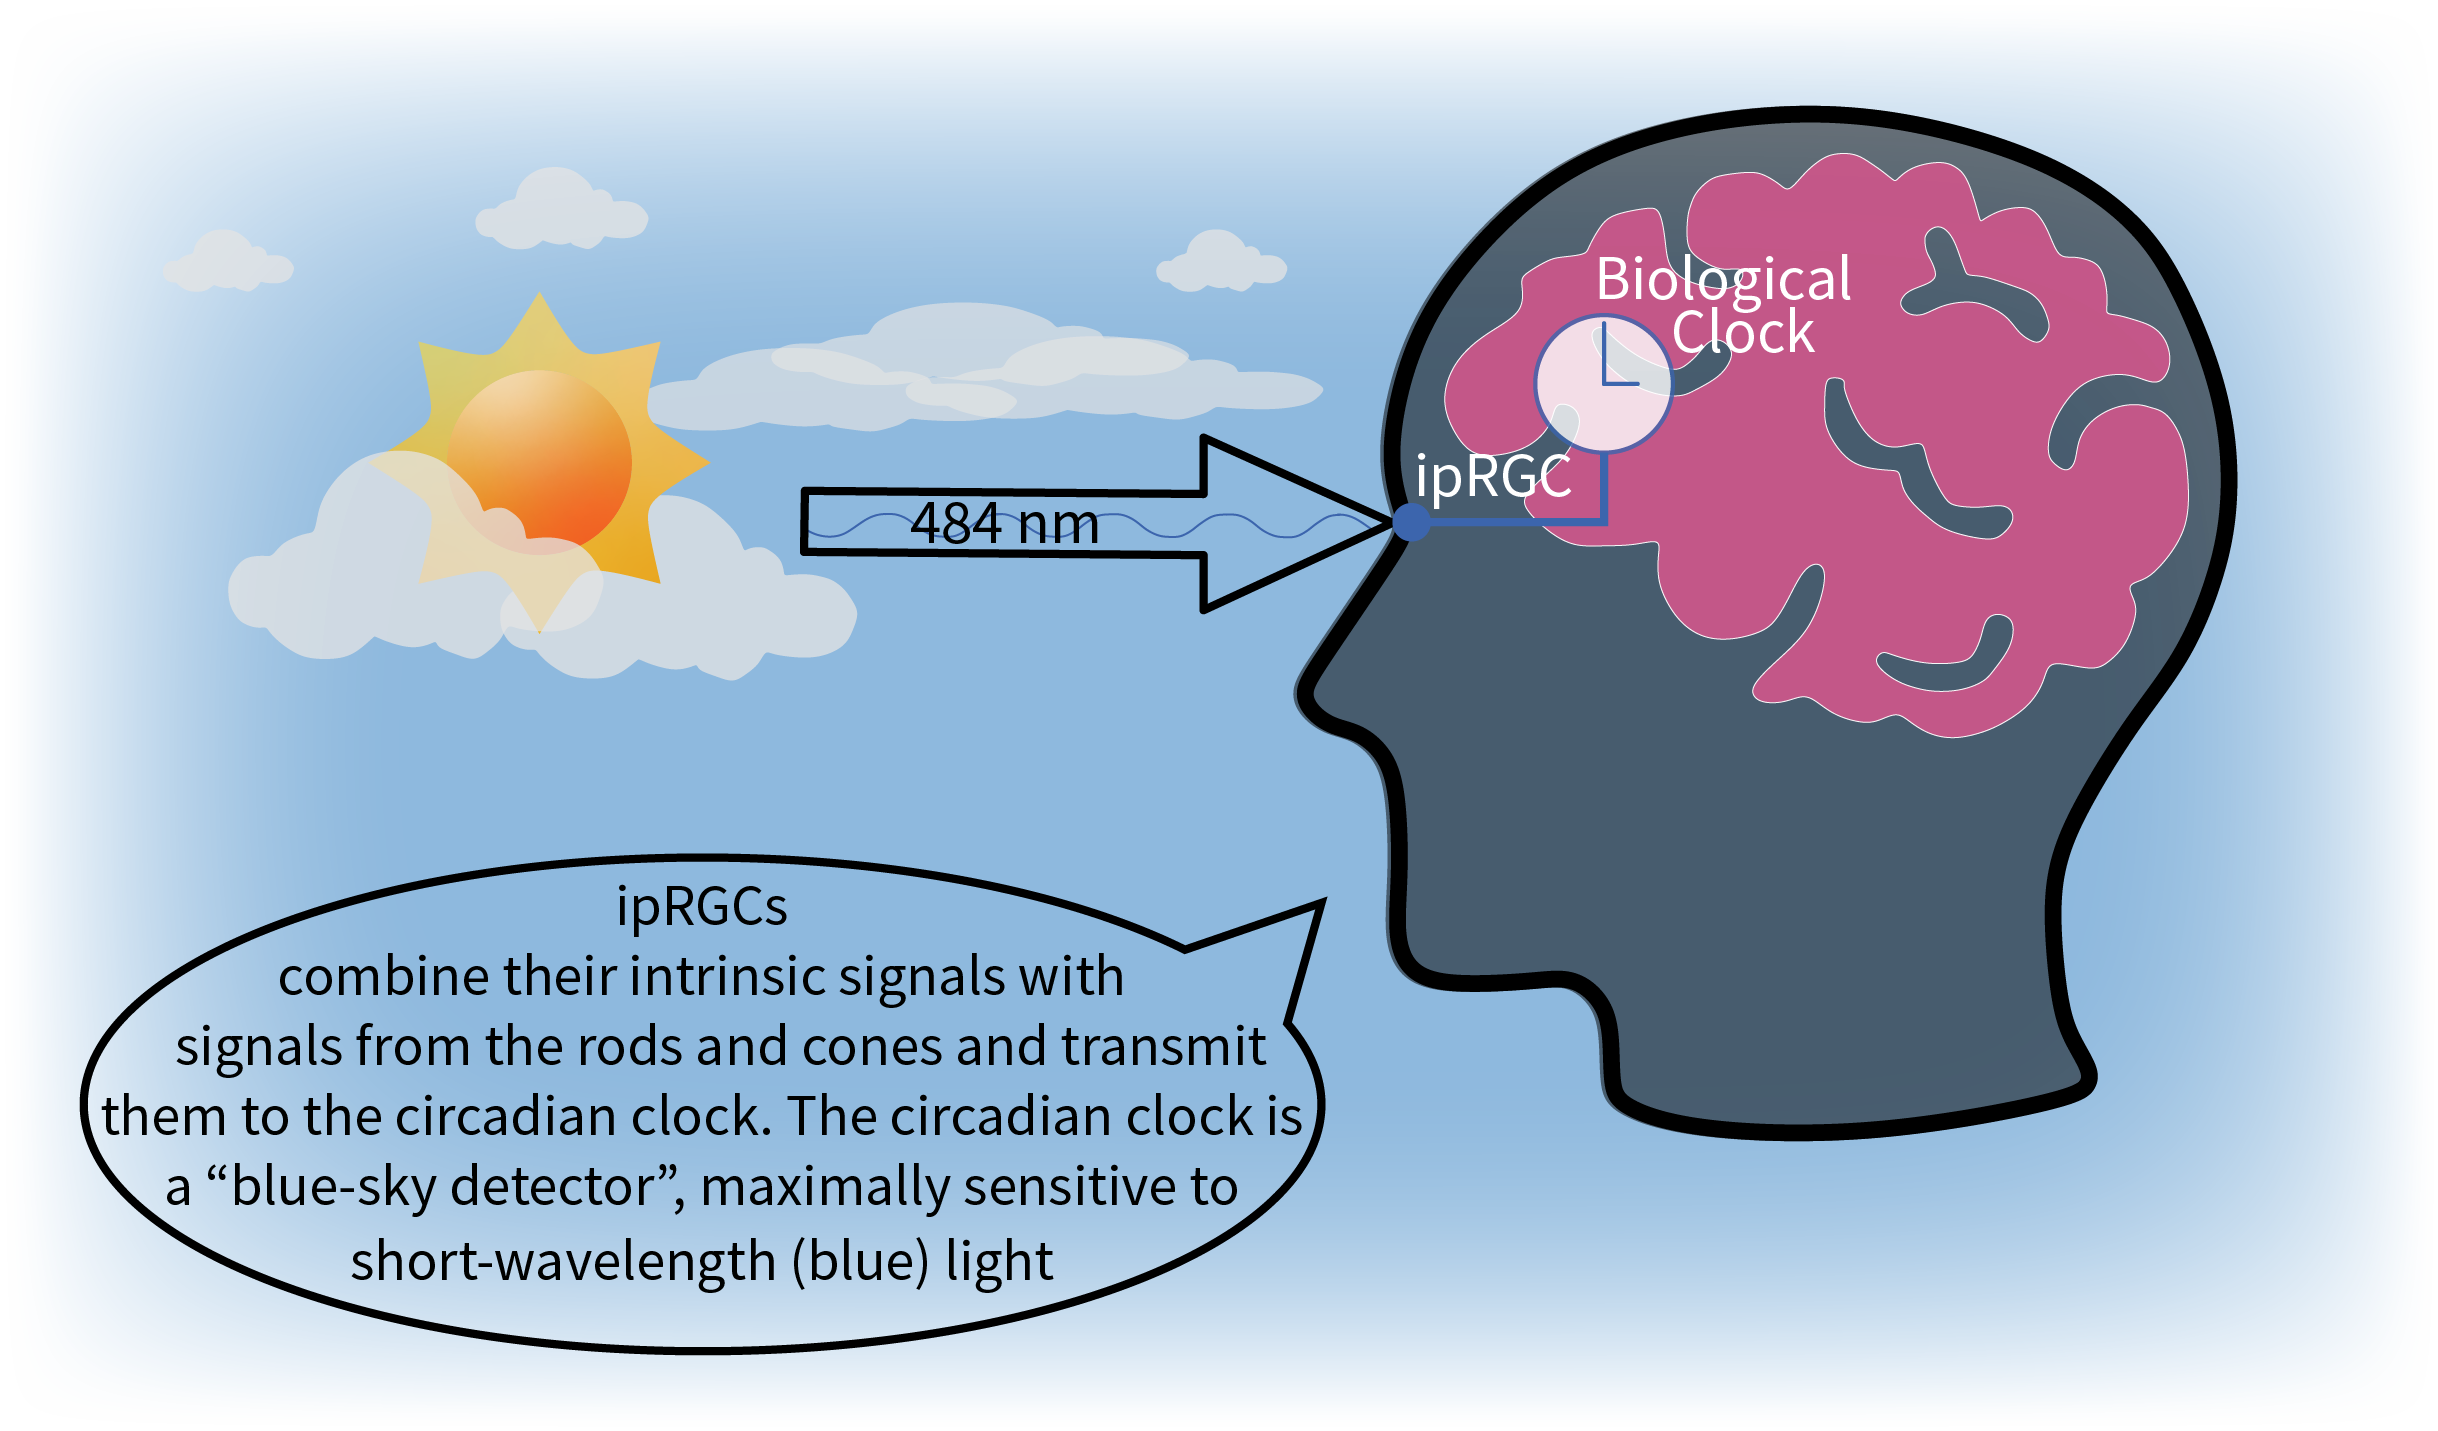 Biological
Clock
ipRGC
484 nm
ipRGCs
combine their intrinsic signals with
signals from the rods and cones and transmit
them to the circadian clock. The circadian clock is
a “blue-sky detector”, maximally sensitive to
short-wavelength (blue) light